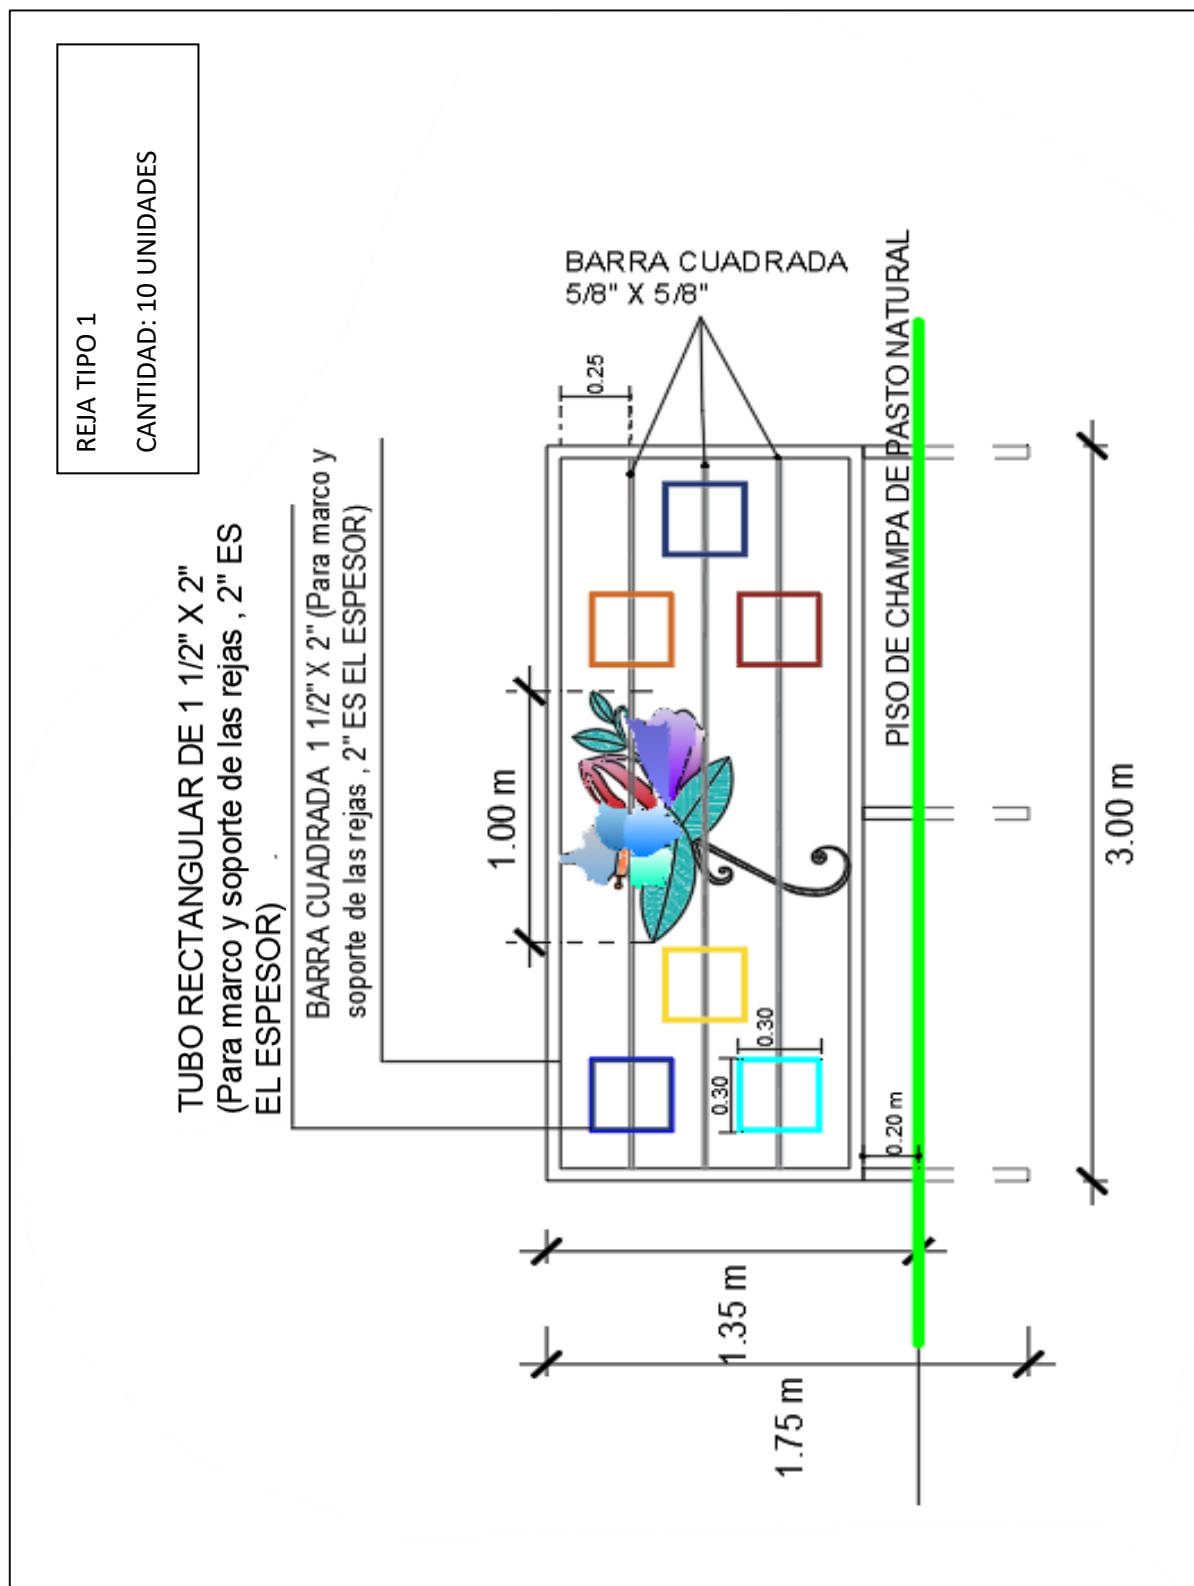 REJA TIPO 1
CANTIDAD: 10 UNIDADES
TUBO RECTANGULAR DE 1 1/2" X 2"
(Para marco y soporte de las rejas , 2" ES
EL ESPESOR)
BARRA CUADRADA 1 1/2" X 2" (Para marco y
soporte de las rejas , 2" ES EL ESPESOR)
BARRA CUADRADA
5/8" X 5/8"
0.25
1.00 m
0.30
0.30
0.20 m
PISO DE CHAMPA DE PASTO NATURAL
1.35 m
1.75 m
3.00 m